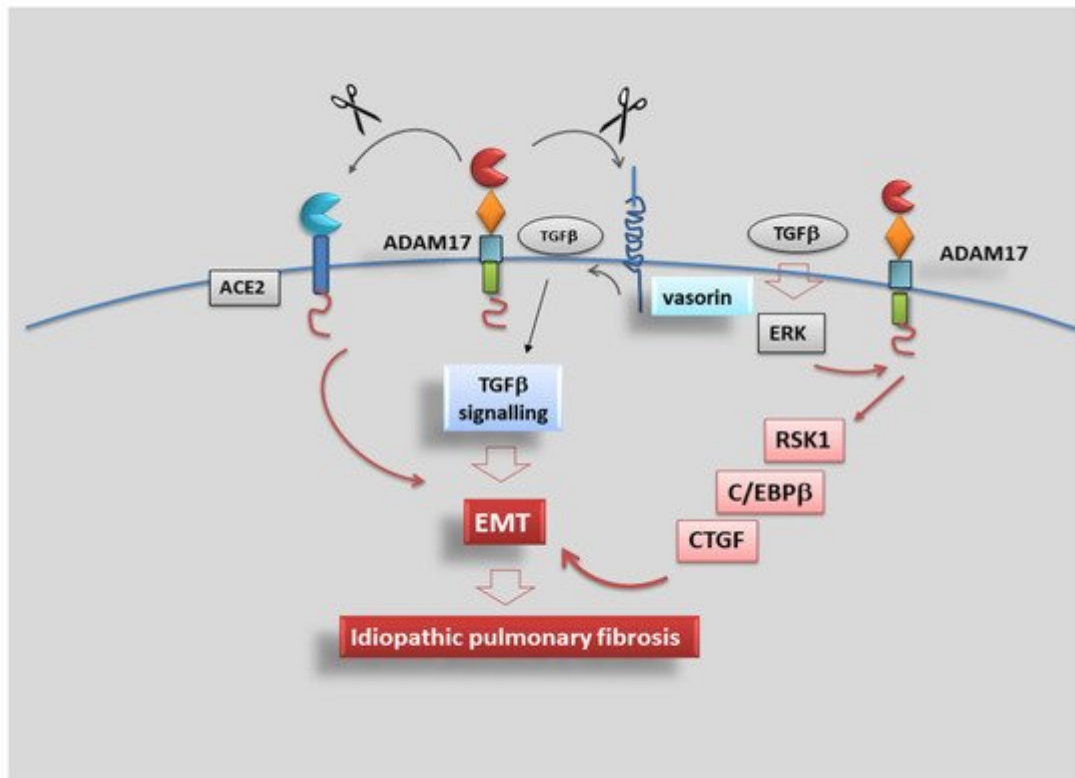 ADAM17
TGFβ
TGFβ
ADAM17
ACE2
vasorin
ERK
TGFβ
signalling
RSK1
C/EBPβ
EMT
CTGF
Idiopathic pulmonary fibrosis